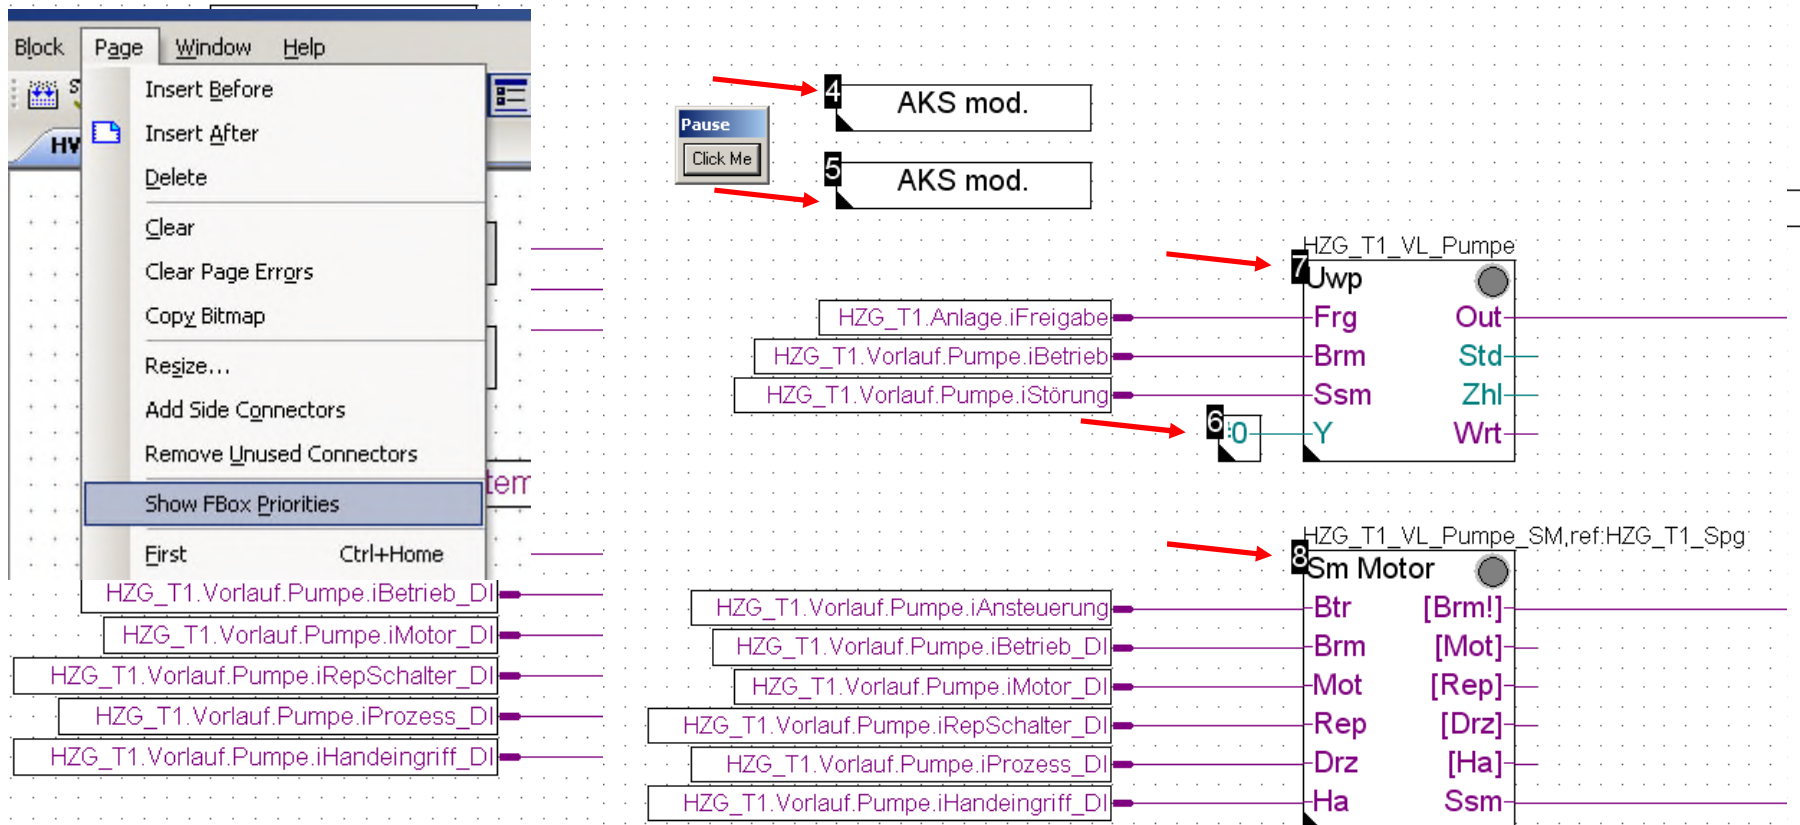 Block Page Window Help
S
HV
Insert Before
Insert After
Delete
Clear
Clear Page Errors
Copy Bitmap
Resize...
Add Side Connectors
Remove Unused Connectors
Show FBox Priorities
First Ctrl+Home
tem
HZG_T1.Vorlauf.Pumpe.iBetrieb_DI
HZG_T1.Vorlauf.Pumpe.iMotor_DI
HZG_T1.Vorlauf.Pumpe.iRepSchalter_DI
HZG_T1.Vorlauf.Pumpe.iProzess_DI
HZG_T1.Vorlauf.Pumpe.iHandeingriff_DI
4 AKS mod.
Pause
Click Me
5 AKS mod.
HZG_T1_VL_Pumpe
7 Uwp
HZG_T1.Anlage.iFreigabe Frg Out
HZG_T1.Vorlauf.Pumpe.iBetrieb Brm Std
HZG_T1.Vorlauf.Pumpe.iStörung Ssm Zhl
6 :0 Y Wrt
HZG_T1_VL_Pumpe_SM,ref:HZG_T1_Spg
8 Sm Motor
HZG_T1.Vorlauf.Pumpe.iAnsteuerung Btr [Brm!]
HZG_T1.Vorlauf.Pumpe.iBetrieb_DI Brm [Mot]
HZG_T1.Vorlauf.Pumpe.iMotor_DI Mot [Rep]
HZG_T1.Vorlauf.Pumpe.iRepSchalter_DI Rep [Drz]
HZG_T1.Vorlauf.Pumpe.iProzess_DI Drz [Ha]
HZG_T1.Vorlauf.Pumpe.iHandeingriff_DI Ha Ssm